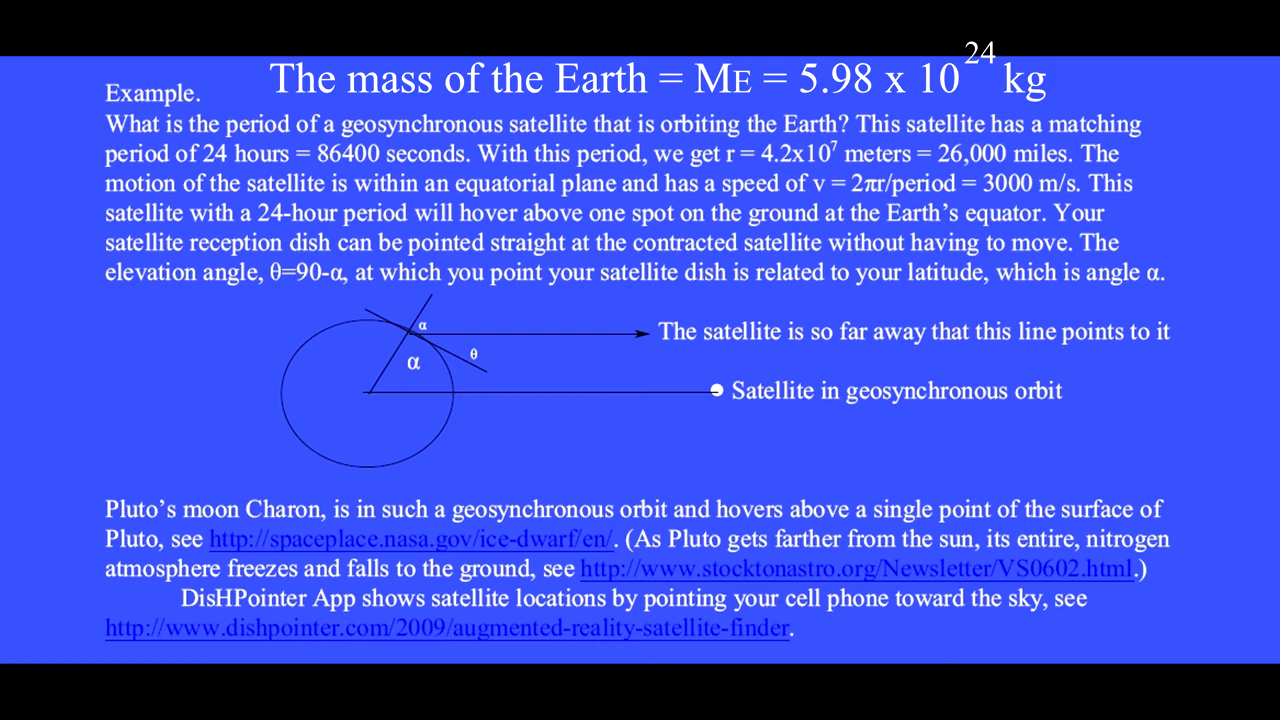 The mass of the Earth = ME = 5.98 x 10²⁴ kg
Example.
What is the period of a geosynchronous satellite that is orbiting the Earth? This satellite has a matching
period of 24 hours = 86400 seconds. With this period, we get r = 4.2x10⁷ meters = 26,000 miles. The
motion of the satellite is within an equatorial plane and has a speed of v = 2πr/period = 3000 m/s. This
satellite with a 24-hour period will hover above one spot on the ground at the Earth's equator. Your
satellite reception dish can be pointed straight at the contracted satellite without having to move. The
elevation angle, θ=90-α, at which you point your satellite dish is related to your latitude, which is angle α.
α
The satellite is so far away that this line points to it
θ
α
Satellite in geosynchronous orbit
Pluto's moon Charon, is in such a geosynchronous orbit and hovers above a single point of the surface of
Pluto, see http://spaceplace.nasa.gov/ice-dwarf/en/. (As Pluto gets farther from the sun, its entire, nitrogen
atmosphere freezes and falls to the ground, see http://www.stocktonastro.org/Newsletter/VS0602.html.)
DisHPointer App shows satellite locations by pointing your cell phone toward the sky, see
http://www.dishpointer.com/2009/augmented-reality-satellite-finder.